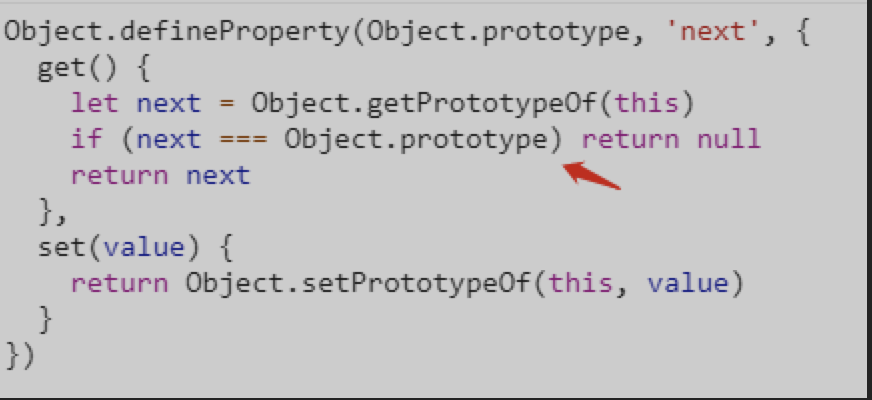 Object.defineProperty(Object.prototype, 'next', {
  get() {
    let next = Object.getPrototypeOf(this)
    if (next === Object.prototype) return null
    return next
  },
  set(value) {
    return Object.setPrototypeOf(this, value)
  }
})